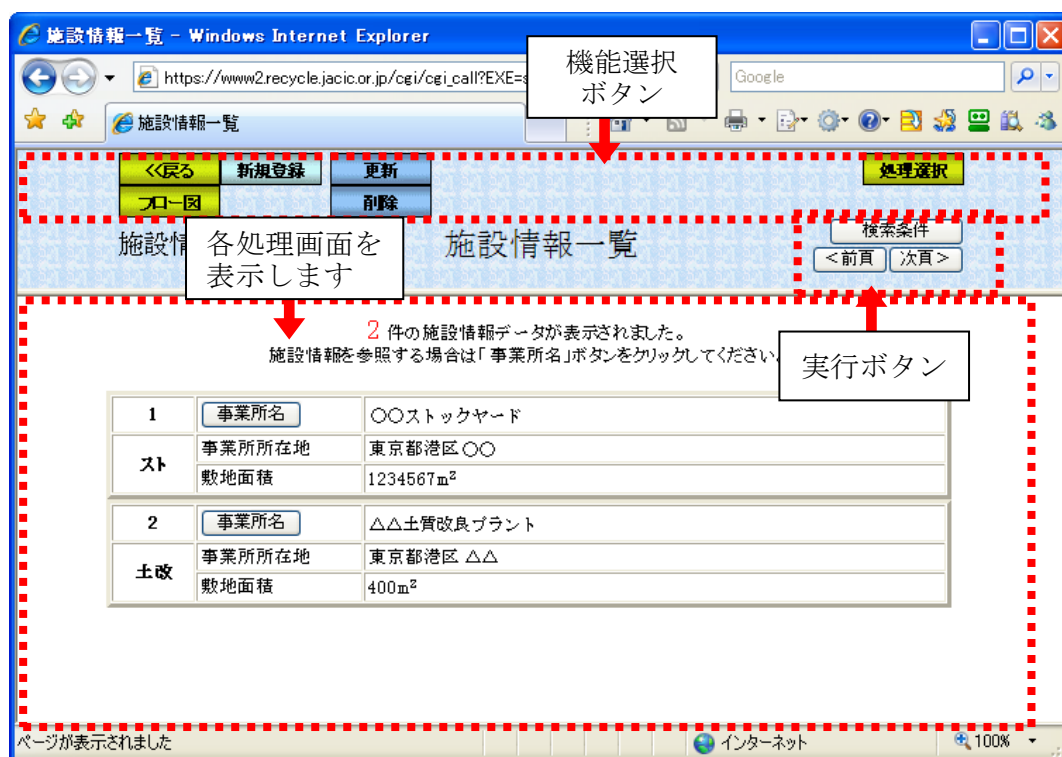 施設情報一覧 - Windows Internet Explorer
機能選択
ボタン
https://www2.recycle.jacic.or.jp/cgi/cgi_call?EXE=s
Google
施設情報一覧
<<戻る 新規登録 更新 処理選択
フロー図 削除
施設情
各処理画面を
表示します
施設情報一覧
検索条件
<前頁 次頁>
2 件の施設情報データが表示されました。
施設情報を参照する場合は「事業所名」ボタンをクリックしてください。
実行ボタン
1 事業所名 〇〇ストックヤード
スト
事業所所在地 東京都港区〇〇
敷地面積 1234567m²
2 事業所名 △△土質改良プラント
土改
事業所所在地 東京都港区 △△
敷地面積 400m²
ページが表示されました インターネット 100%